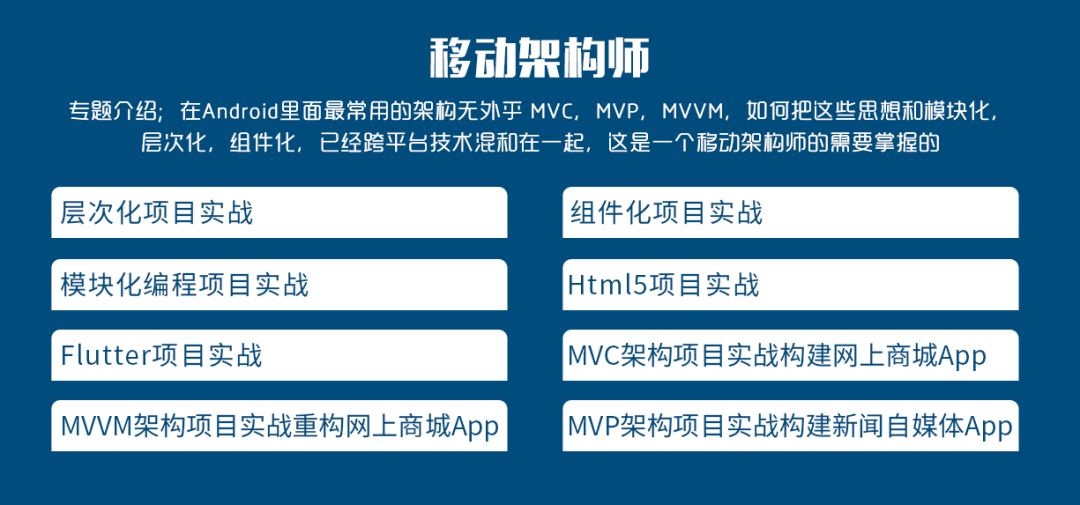 移动架构师
专题介绍；在Android里面最常用的架构无外乎 MVC，MVP，MVVM，如何把这些思想和模块化，
层次化，组件化，已经跨平台技术混和在一起，这是一个移动架构师的需要掌握的
层次化项目实战
组件化项目实战
模块化编程项目实战
Html5项目实战
Flutter项目实战
MVC架构项目实战构建网上商城App
MVVM架构项目实战重构网上商城App
MVP架构项目实战构建新闻自媒体App